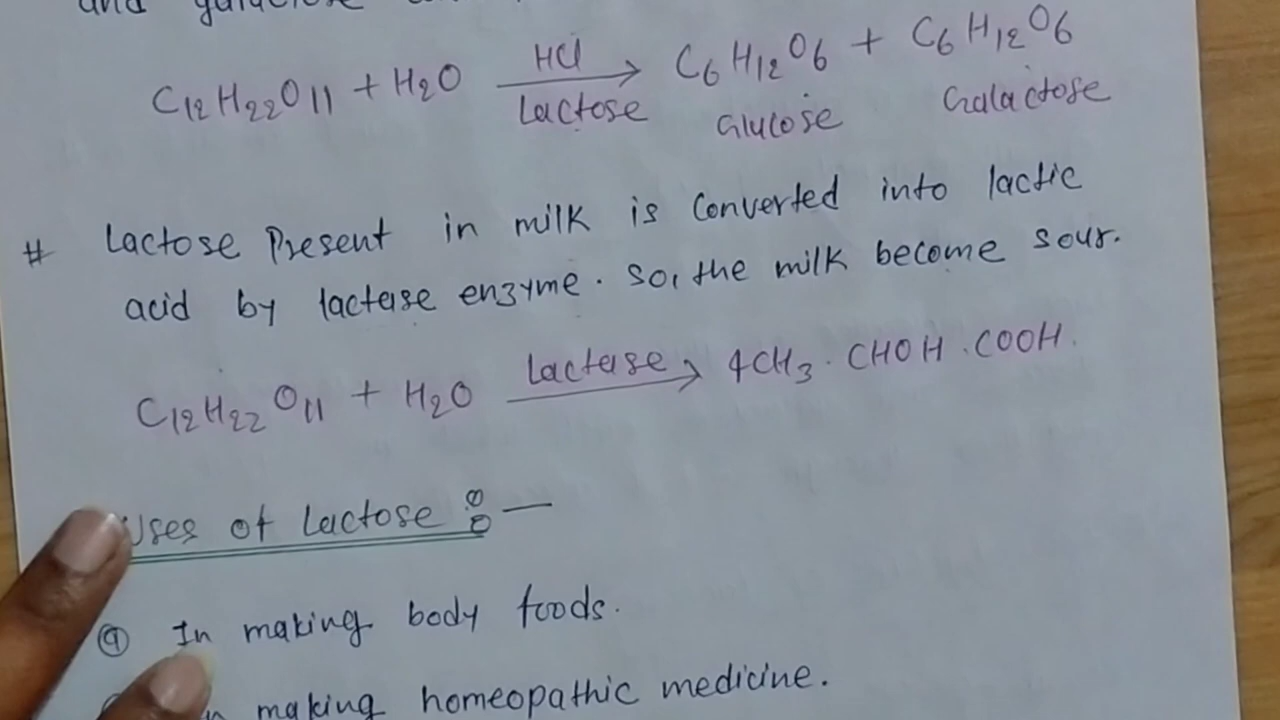 and galactose
HCl
C12H22O11 + H2O ⟶ C6H12O6 + C6H12O6
Lactose Glucose Galactose
# Lactose Present in milk is Converted into lactic
acid by lactase enzyme. So, the milk become sour.
Lactase
C12H22O11 + H2O ⟶ 4CH3.CHOH.COOH.
Uses of Lactose :—
① In making body foods.
making homeopathic medicine.